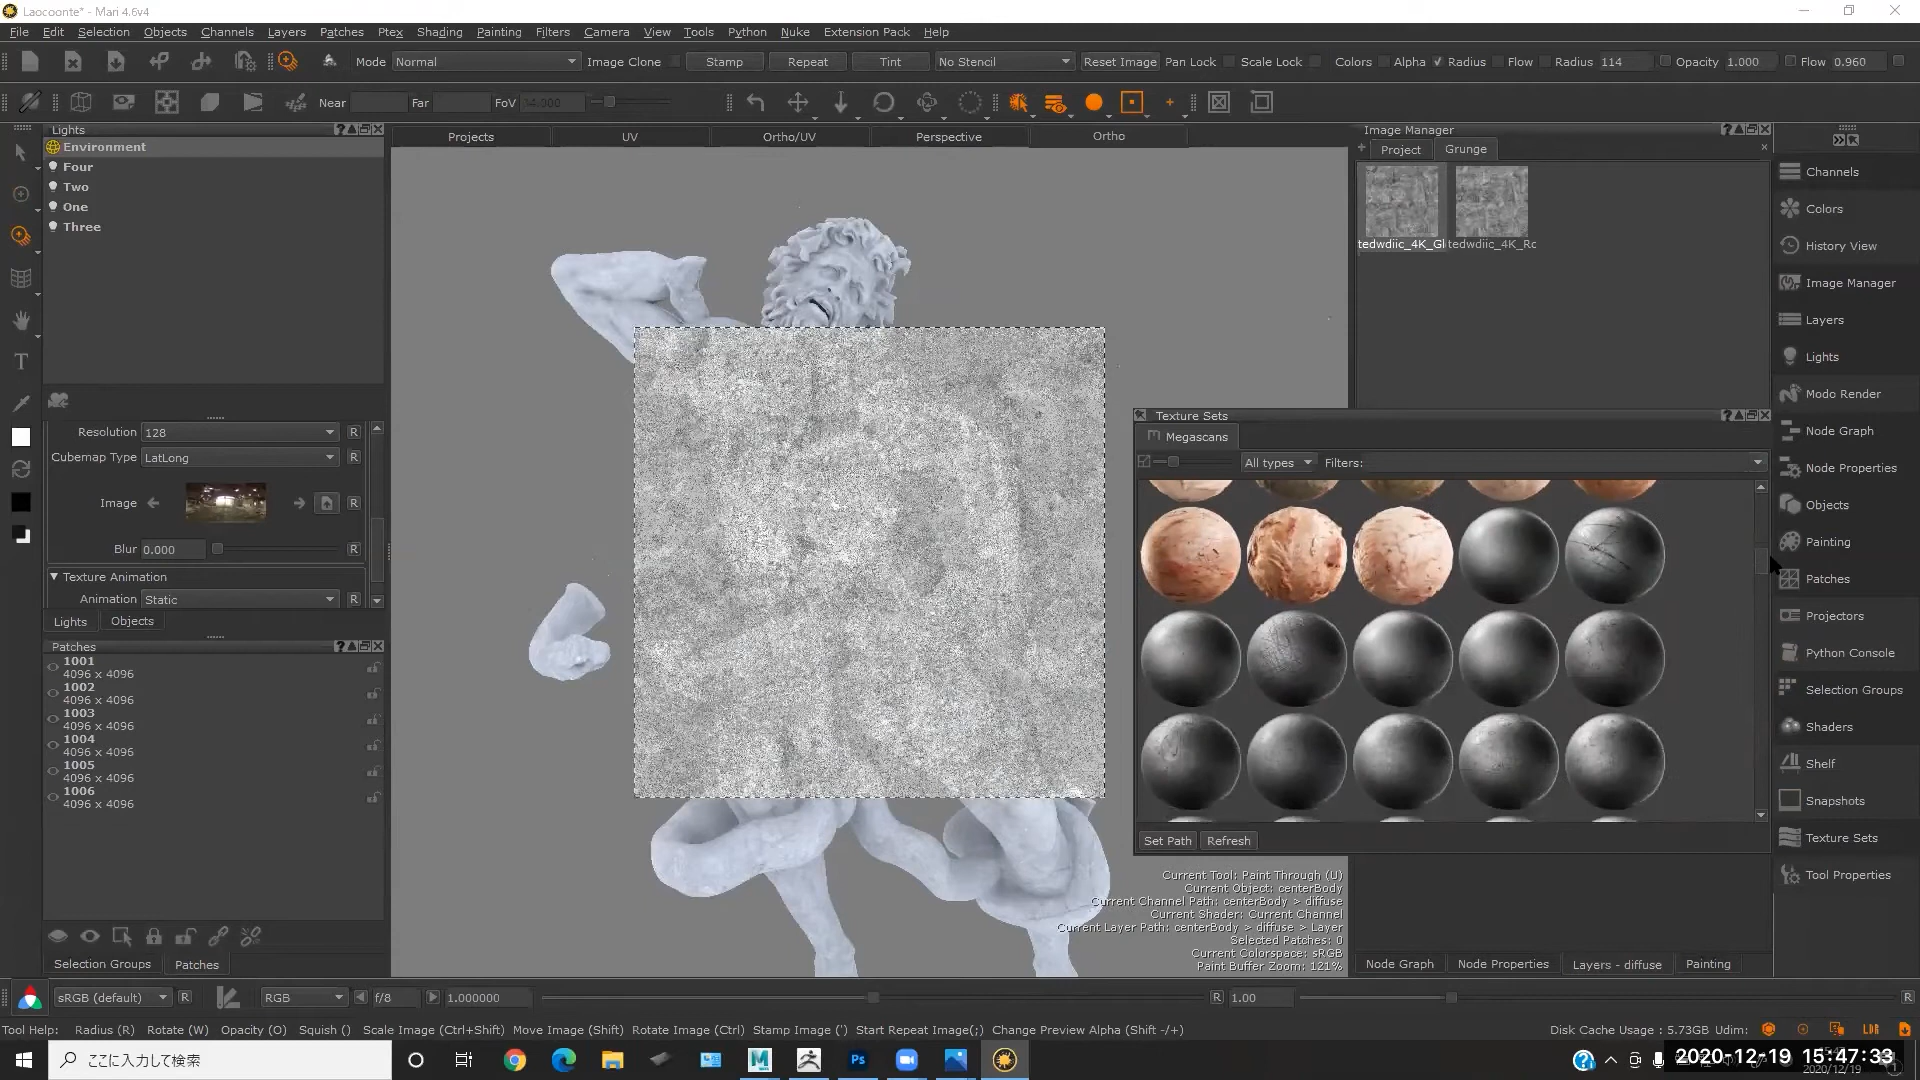 Laocoonte* - Mari 4.6v4
File Edit Selection Objects Channels Layers Patches Ptex Shading Painting Filters Camera View Tools Python Nuke Extension Pack Help
Mode Normal Image Clone Stamp Repeat Tint No Stencil Reset Image Pan Lock Scale Lock Colors Alpha Radius Flow Radius 114 Opacity 1.000 Flow 0.960
Near Far FoV 14.000
Lights
Environment
Four
Two
One
Three
Resolution 128 R
Cubemap Type LatLong R
Image R
Blur 0.000 R
Texture Animation
Animation Static R
Lights Objects
Patches
1001
4096 x 4096
1002
4096 x 4096
1003
4096 x 4096
1004
4096 x 4096
1005
4096 x 4096
1006
4096 x 4096
Selection Groups Patches
Projects UV Ortho/UV Perspective Ortho
Current Tool: Paint Through (U)
Current Object: centerBody
Current Channel Path: centerBody > diffuse
Current Shader: Current Channel
Current Layer Path: centerBody > diffuse > Layer
Selected Patches: 0
Current Colorspace: sRGB
Paint Buffer Zoom: 121%
Image Manager
Project Grunge
tedwdiic_4K_Gl tedwdiic_4K_Rc
Texture Sets
Megascans
All types Filters:
Set Path Refresh
Node Graph Node Properties Layers - diffuse Painting
Channels
Colors
History View
Image Manager
Layers
Lights
Modo Render
Node Graph
Node Properties
Objects
Painting
Patches
Projectors
Python Console
Selection Groups
Shaders
Shelf
Snapshots
Texture Sets
Tool Properties
sRGB (default) R RGB f/8 1.000000 R 1.00 R
Tool Help: Radius (R) Rotate (W) Opacity (O) Squish () Scale Image (Ctrl+Shift) Move Image (Shift) Rotate Image (Ctrl) Stamp Image (') Start Repeat Image(;) Change Preview Alpha (Shift -/+) Disk Cache Usage : 5.73GB Udim: LDR
ここに入力して検索
2020-12-19 15:47:33
2020/12/19